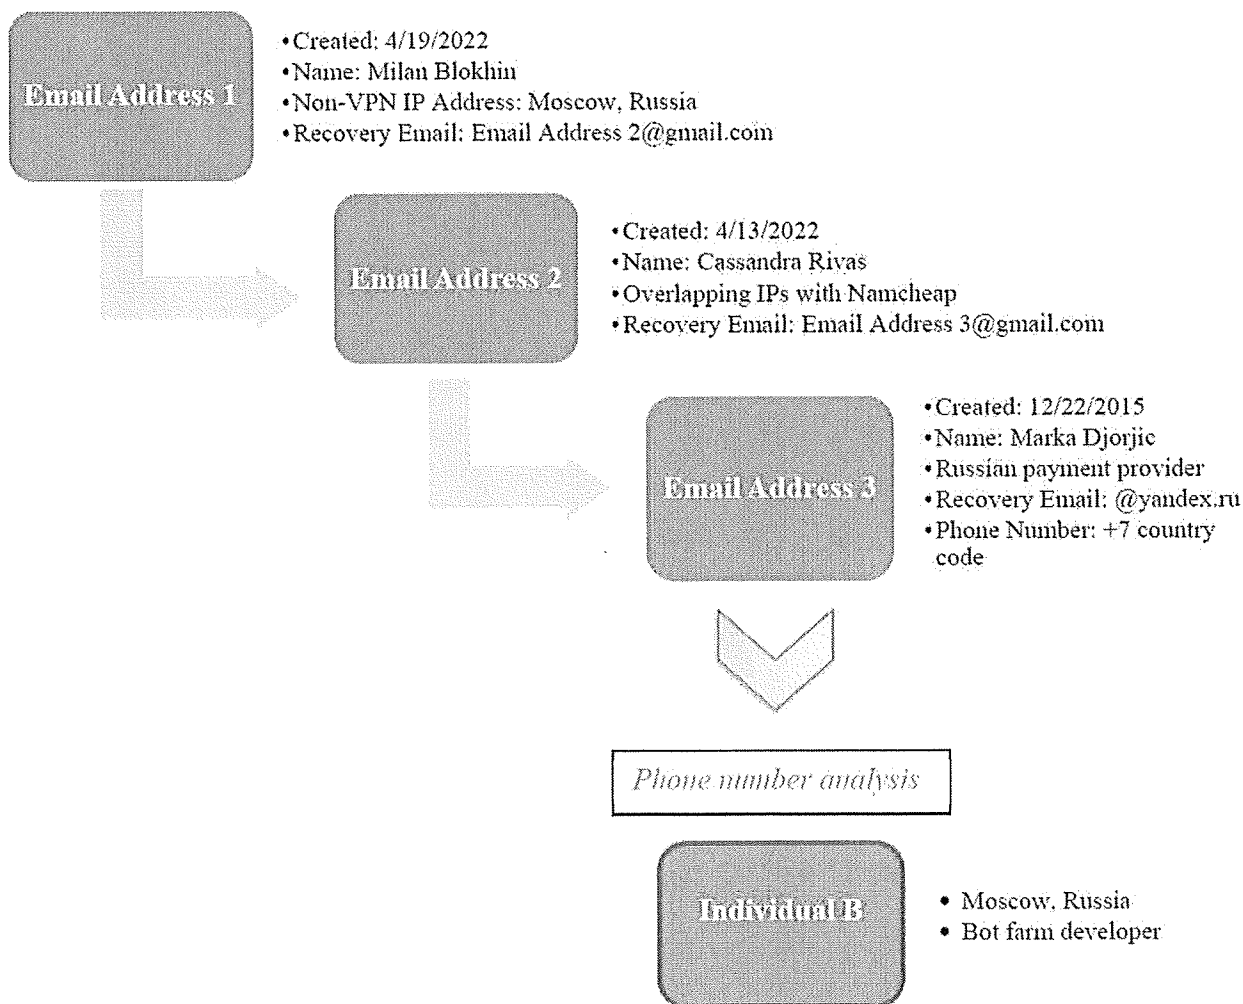 Email Address 1
•Created: 4/19/2022
•Name: Milan Blokhin
•Non-VPN IP Address: Moscow, Russia
•Recovery Email: Email Address 2@gmail.com
Email Address 2
•Created: 4/13/2022
•Name: Cassandra Rivas
•Overlapping IPs with Namcheap
•Recovery Email: Email Address 3@gmail.com
Email Address 3
•Created: 12/22/2015
•Name: Marka Djorjic
•Russian payment provider
•Recovery Email: @yandex.ru
•Phone Number: +7 country
code
Phone number analysis
Individual B
• Moscow, Russia
• Bot farm developer